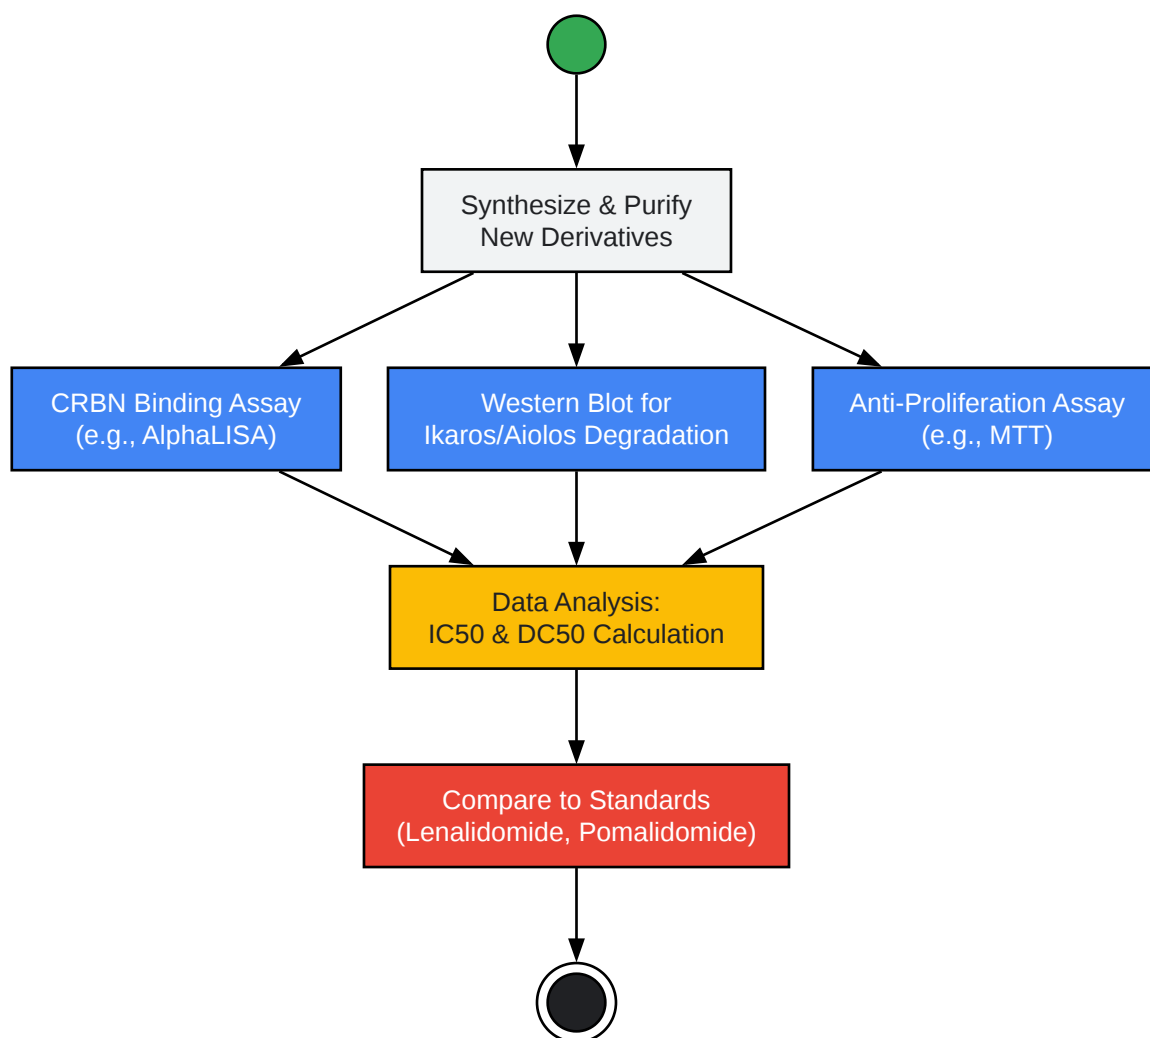 Synthesize & Purify
New Derivatives
CRBN Binding Assay
(e.g., AlphaLISA)
Western Blot for
Ikaros/Aiolos Degradation
Anti-Proliferation Assay
(e.g., MTT)
Data Analysis:
IC50 & DC50 Calculation
Compare to Standards
(Lenalidomide, Pomalidomide)